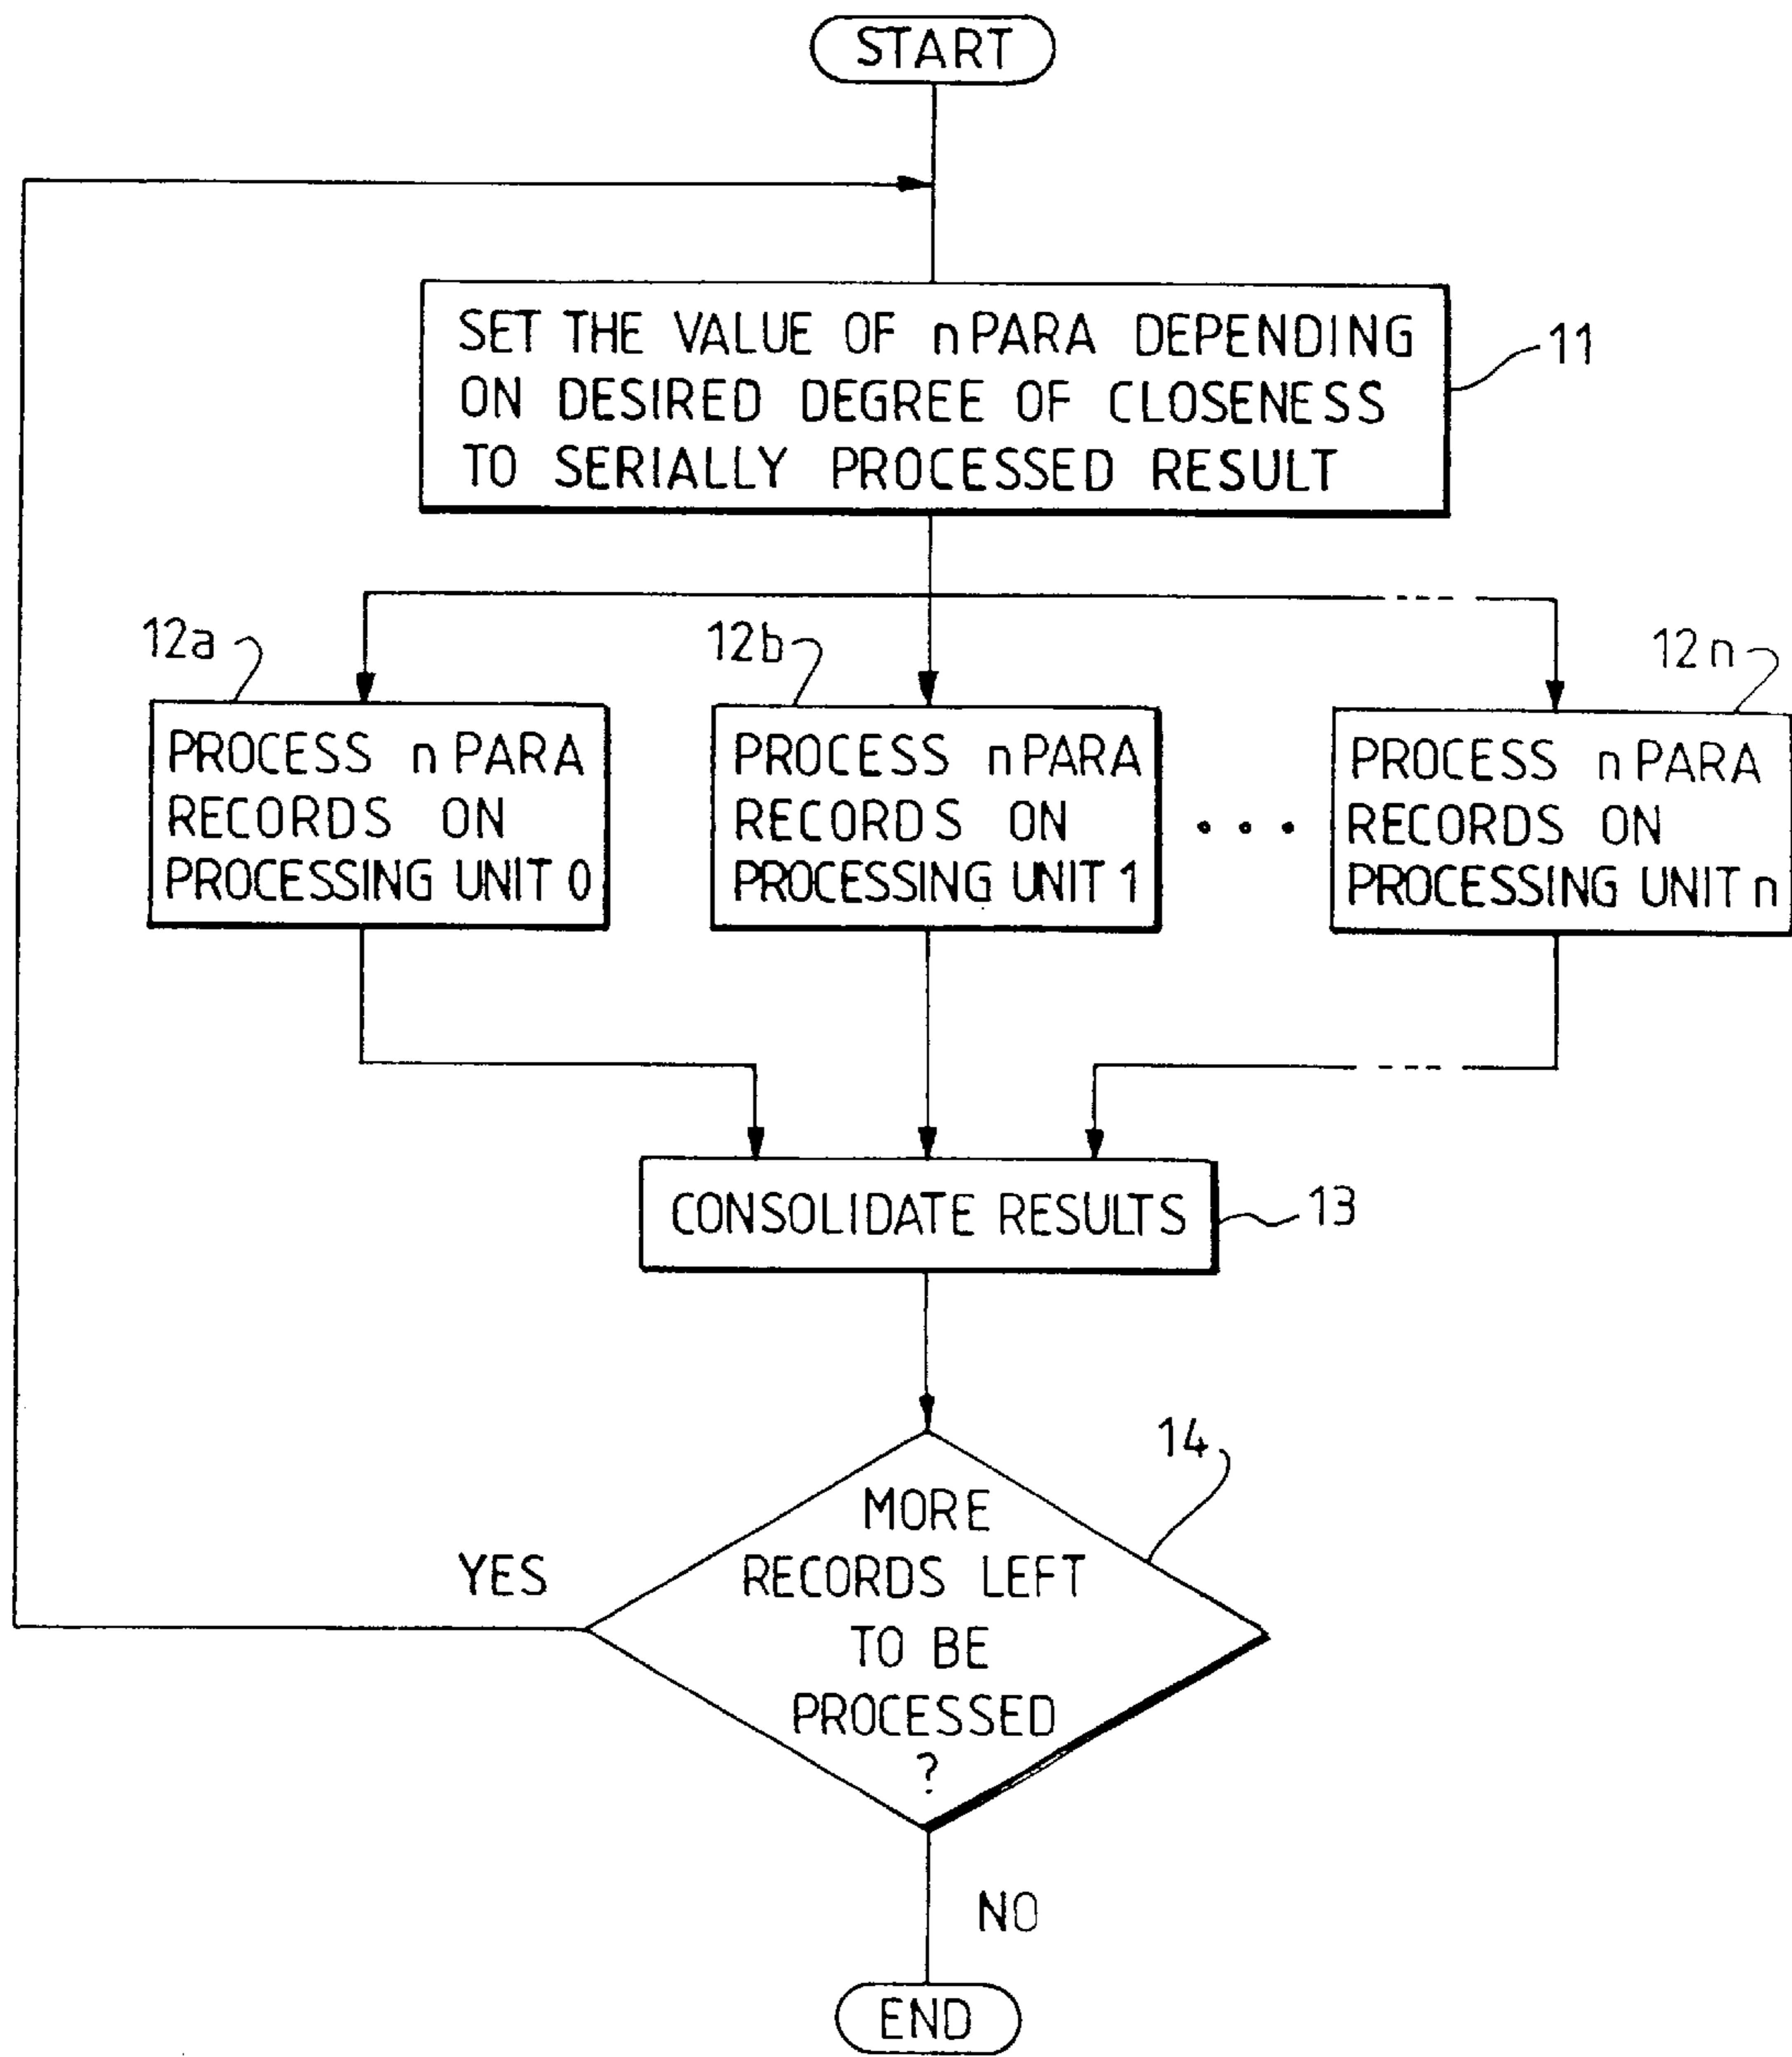 START
SET THE VALUE OF nPARA DEPENDING
ON DESIRED DEGREE OF CLOSENESS
TO SERIALLY PROCESSED RESULT
11
12a
PROCESS nPARA
RECORDS ON
PROCESSING UNIT 0
12b
PROCESS nPARA
RECORDS ON
PROCESSING UNIT 1
...
12n
PROCESS nPARA
RECORDS ON
PROCESSING UNIT n
CONSOLIDATE RESULTS
13
14
MORE
RECORDS LEFT
TO BE
PROCESSED
?
YES
NO
END